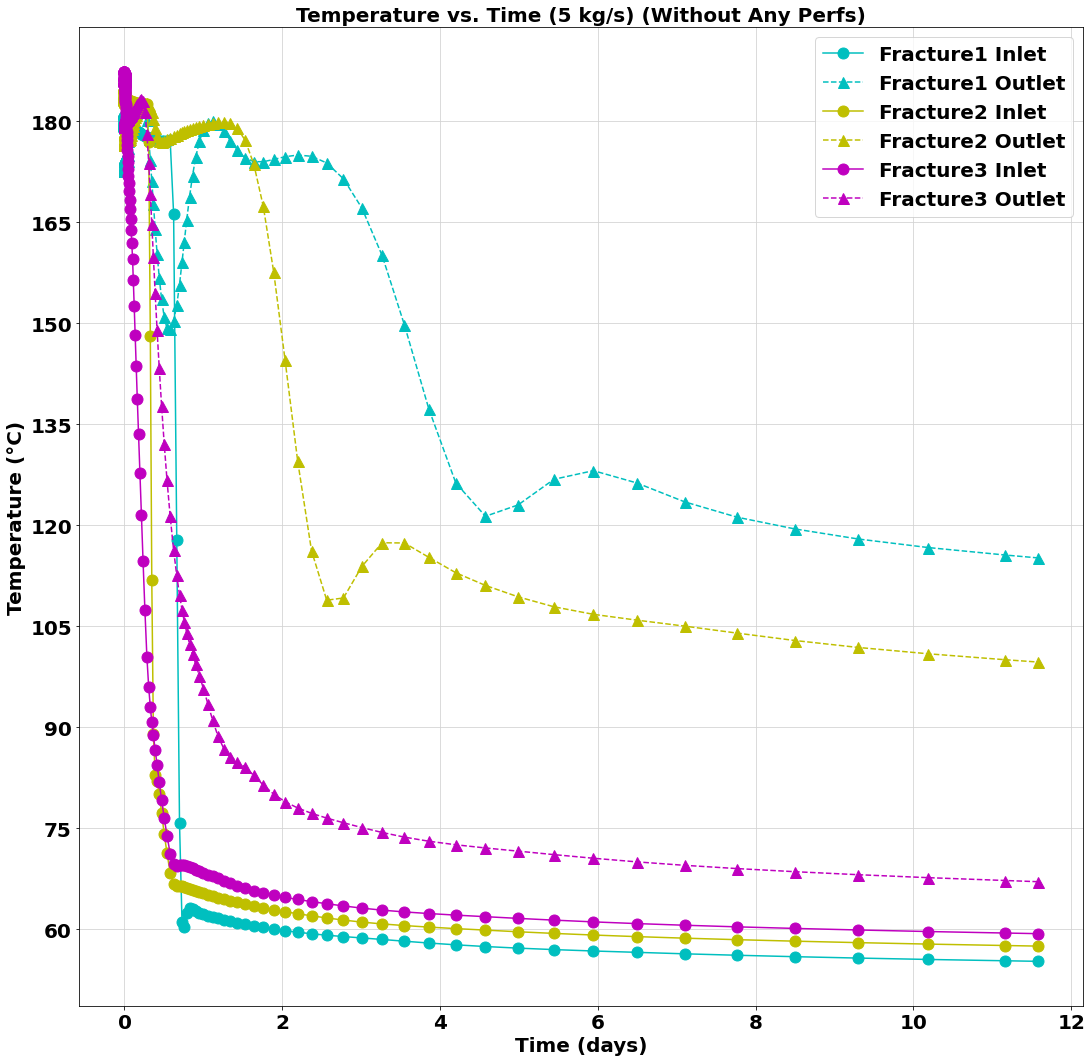 Temperature vs. Time (5 kg/s) (Without Any Perfs)
Fracture1 Inlet
Fracture1 Outlet
Fracture2 Inlet
Fracture2 Outlet
Fracture3 Inlet
Fracture3 Outlet
Temperature (°C)
180
165
150
135
120
105
90
75
60
0 2 4 6 8 10 12
Time (days)